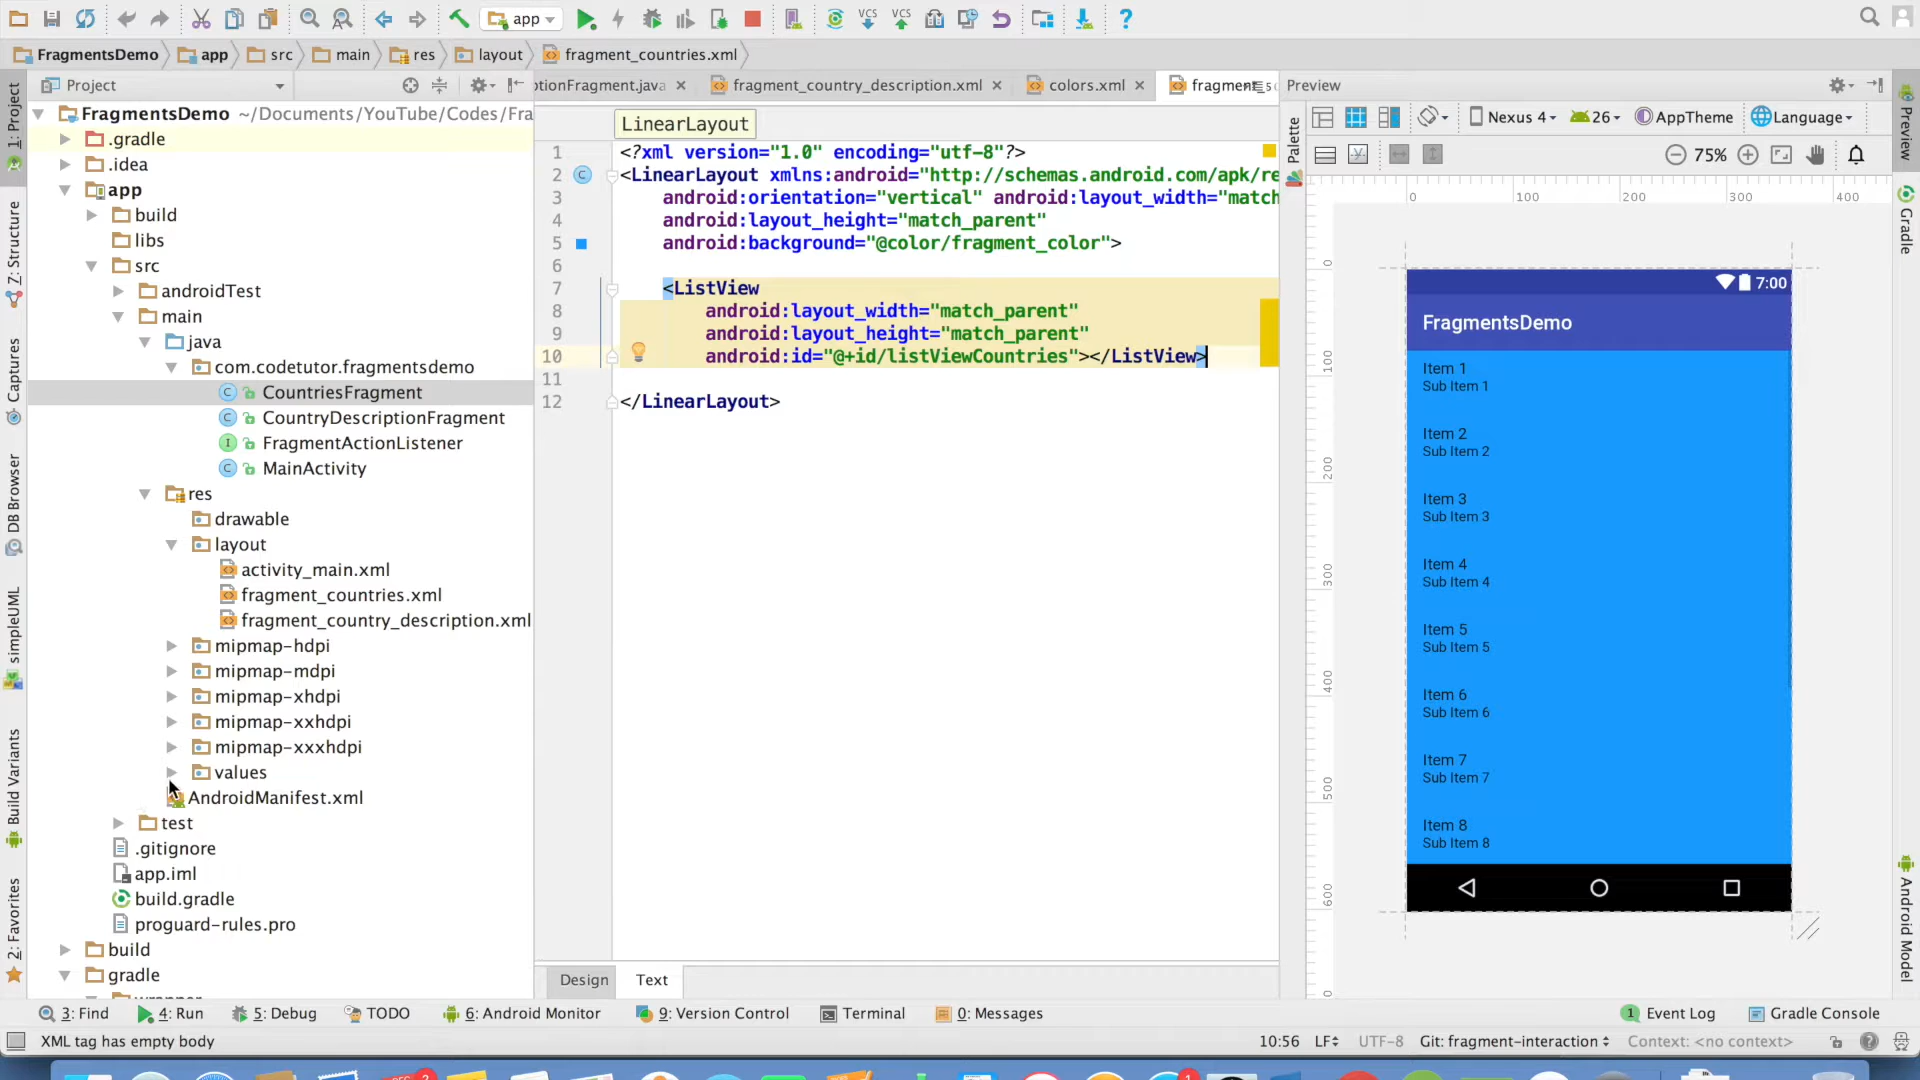 app
FragmentsDemo app src main res layout fragment_countries.xml
Project
tionFragment.java fragment_country_description.xml colors.xml
Preview
FragmentsDemo ~/Documents/YouTube/Codes/Fra
.gradle
.idea
app
build
libs
src
androidTest
main
java
com.codetutor.fragmentsdemo
CountriesFragment
CountryDescriptionFragment
FragmentActionListener
MainActivity
res
drawable
layout
activity_main.xml
fragment_countries.xml
fragment_country_description.xml
mipmap-hdpi
mipmap-mdpi
mipmap-xhdpi
mipmap-xxhdpi
mipmap-xxxhdpi
values
AndroidManifest.xml
test
.gitignore
app.iml
build.gradle
proguard-rules.pro
build
gradle
1: Project
Z: Structure
Captures
DB Browser
simpleUML
Build Variants
2: Favorites
LinearLayout
1 <?xml version="1.0" encoding="utf-8"?>
2 <LinearLayout xmlns:android="http://schemas.android.com/apk/re
3 android:orientation="vertical" android:layout_width="match
4 android:layout_height="match_parent"
5 android:background="@color/fragment_color">
6
7 <ListView
8 android:layout_width="match_parent"
9 android:layout_height="match_parent"
10 android:id="@+id/listViewCountries"></ListView>
11
12 </LinearLayout>
Design Text
Palette
Nexus 4 26 AppTheme Language
75%
0 100 200 300 400
0
100
200
300
400
500
600
7:00
FragmentsDemo
Item 1
Sub Item 1
Item 2
Sub Item 2
Item 3
Sub Item 3
Item 4
Sub Item 4
Item 5
Sub Item 5
Item 6
Sub Item 6
Item 7
Sub Item 7
Item 8
Sub Item 8
Preview
Gradle
Android Model
3: Find 4: Run 5: Debug TODO 6: Android Monitor 9: Version Control Terminal 0: Messages 1 Event Log Gradle Console
XML tag has empty body 10:56 LF UTF-8 Git: fragment-interaction Context: <no context>